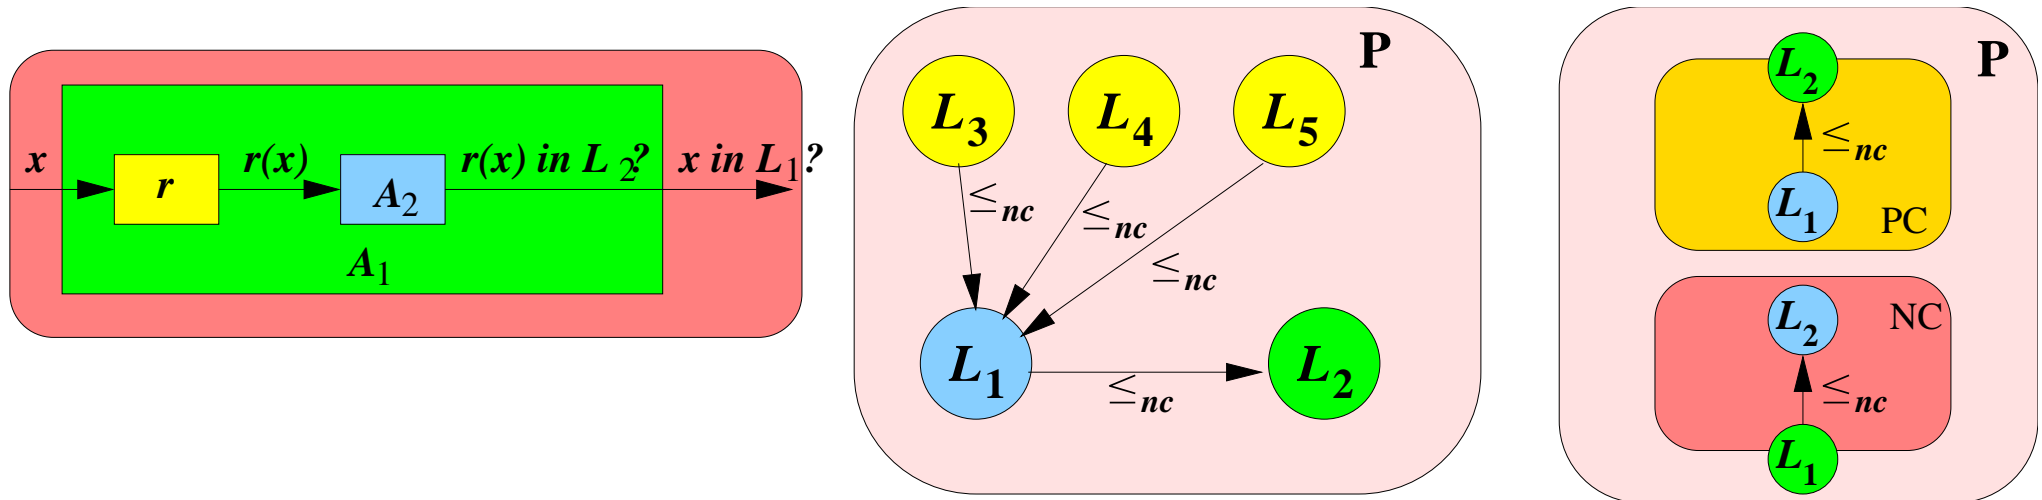 x
r
r(x)
A2
r(x) in L 2?
x in L1?
A1
P
L3
L4
L5
≤nc
≤nc
≤nc
L1
≤nc
L2
P
L2
≤nc
L1
PC
L2
NC
≤nc
L1